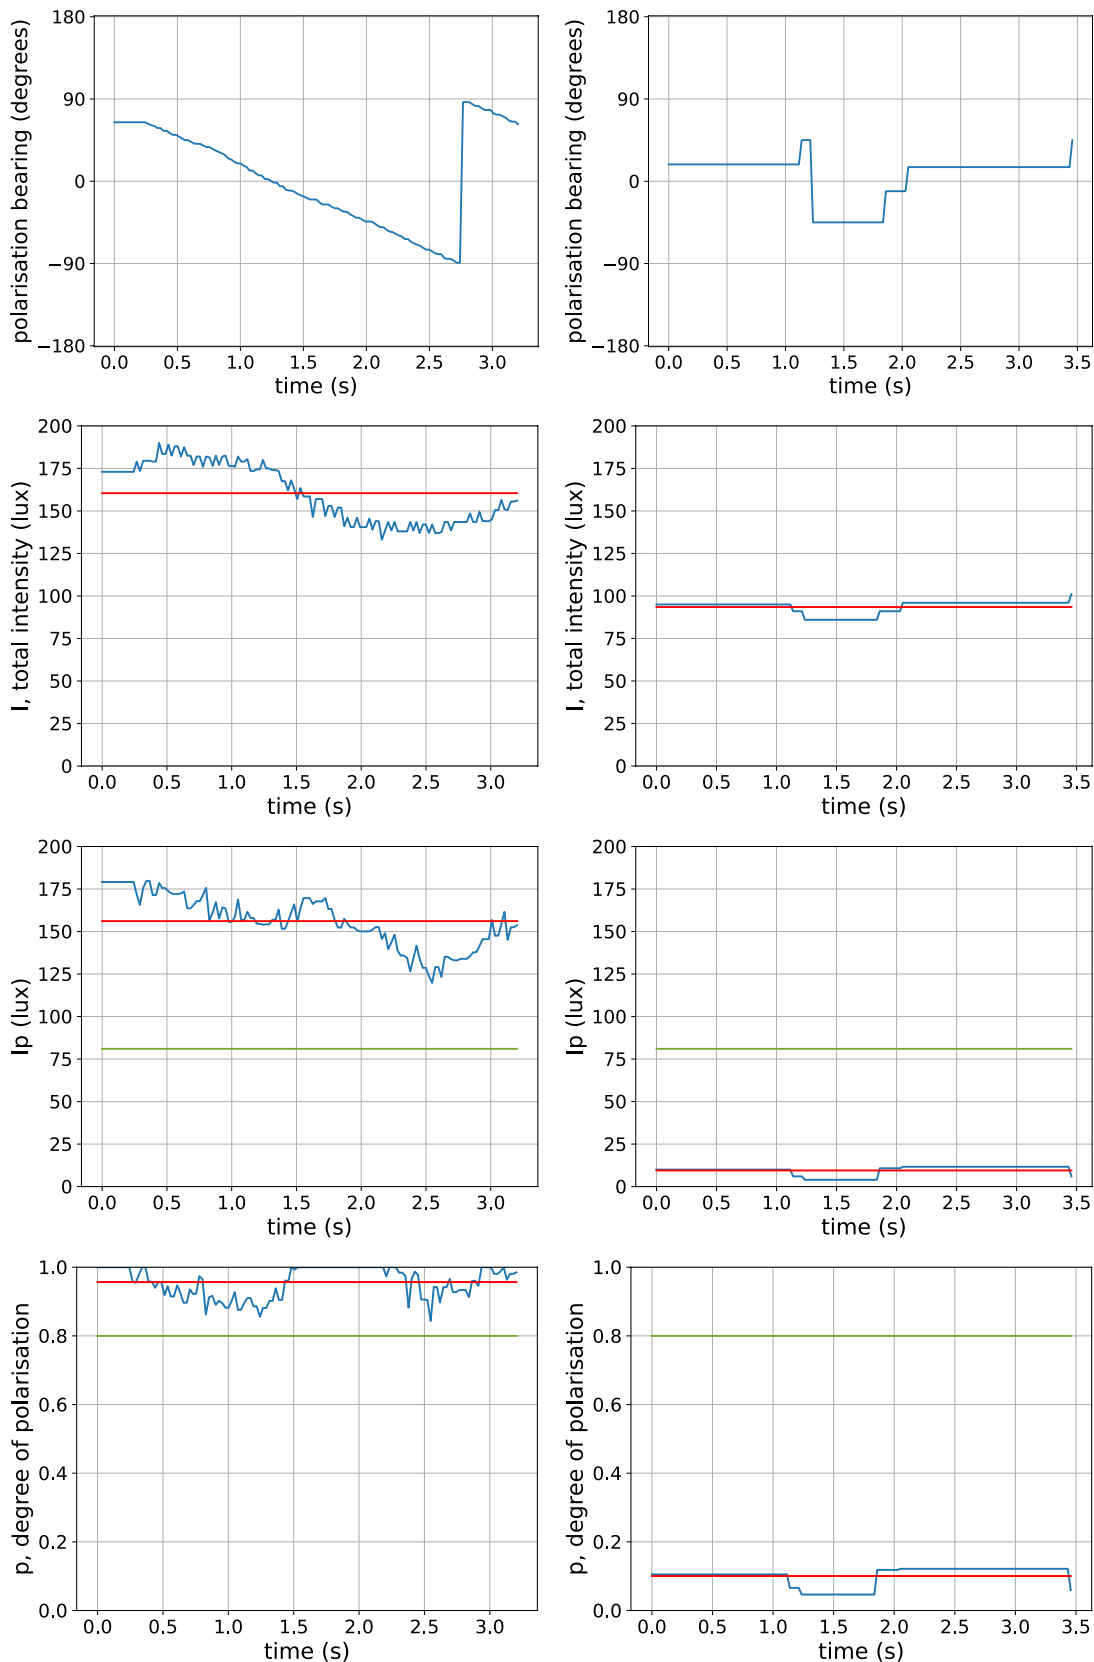 polarisation bearing (degrees)
180
90
0
−90
−180
0.0 0.5 1.0 1.5 2.0 2.5 3.0
time (s)
polarisation bearing (degrees)
180
90
0
−90
−180
0.0 0.5 1.0 1.5 2.0 2.5 3.0 3.5
time (s)
I, total intensity (lux)
200
175
150
125
100
75
50
25
0
0.0 0.5 1.0 1.5 2.0 2.5 3.0
time (s)
I, total intensity (lux)
200
175
150
125
100
75
50
25
0
0.0 0.5 1.0 1.5 2.0 2.5 3.0 3.5
time (s)
Ip (lux)
200
175
150
125
100
75
50
25
0
0.0 0.5 1.0 1.5 2.0 2.5 3.0
time (s)
Ip (lux)
200
175
150
125
100
75
50
25
0
0.0 0.5 1.0 1.5 2.0 2.5 3.0 3.5
time (s)
p, degree of polarisation
1.0
0.8
0.6
0.4
0.2
0.0
0.0 0.5 1.0 1.5 2.0 2.5 3.0
time (s)
p, degree of polarisation
1.0
0.8
0.6
0.4
0.2
0.0
0.0 0.5 1.0 1.5 2.0 2.5 3.0 3.5
time (s)